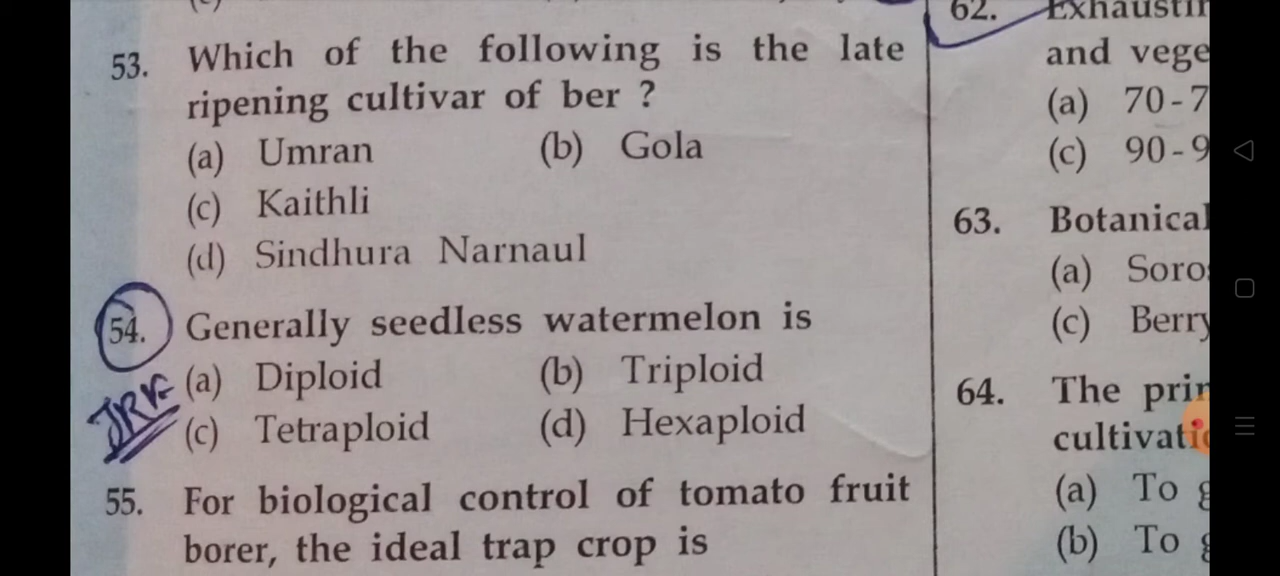 53. Which of the following is the late
ripening cultivar of ber ?
(a) Umran (b) Gola
(c) Kaithli
(d) Sindhura Narnaul
54. Generally seedless watermelon is
(a) Diploid (b) Triploid
(c) Tetraploid (d) Hexaploid
55. For biological control of tomato fruit
borer, the ideal trap crop is
62.
and vege
(a) 70-7
(c) 90-9
63. Botanical
(a) Soro
(c) Berry
64. The prin
cultivati
(a) To g
(b) To g